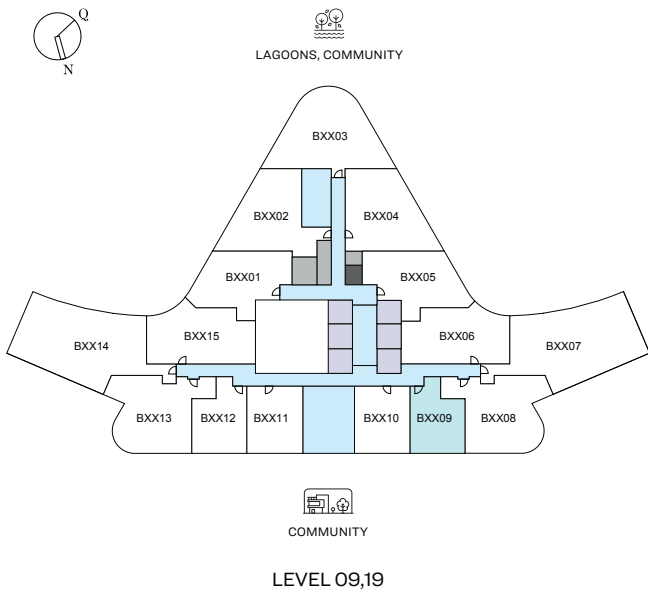 Q
N
LAGOONS, COMMUNITY
BXX03
BXX02
BXX04
BXX01
BXX05
BXX14
BXX15
BXX06
BXX07
BXX13
BXX12
BXX11
BXX10
BXX09
BXX08
COMMUNITY
LEVEL 09,19